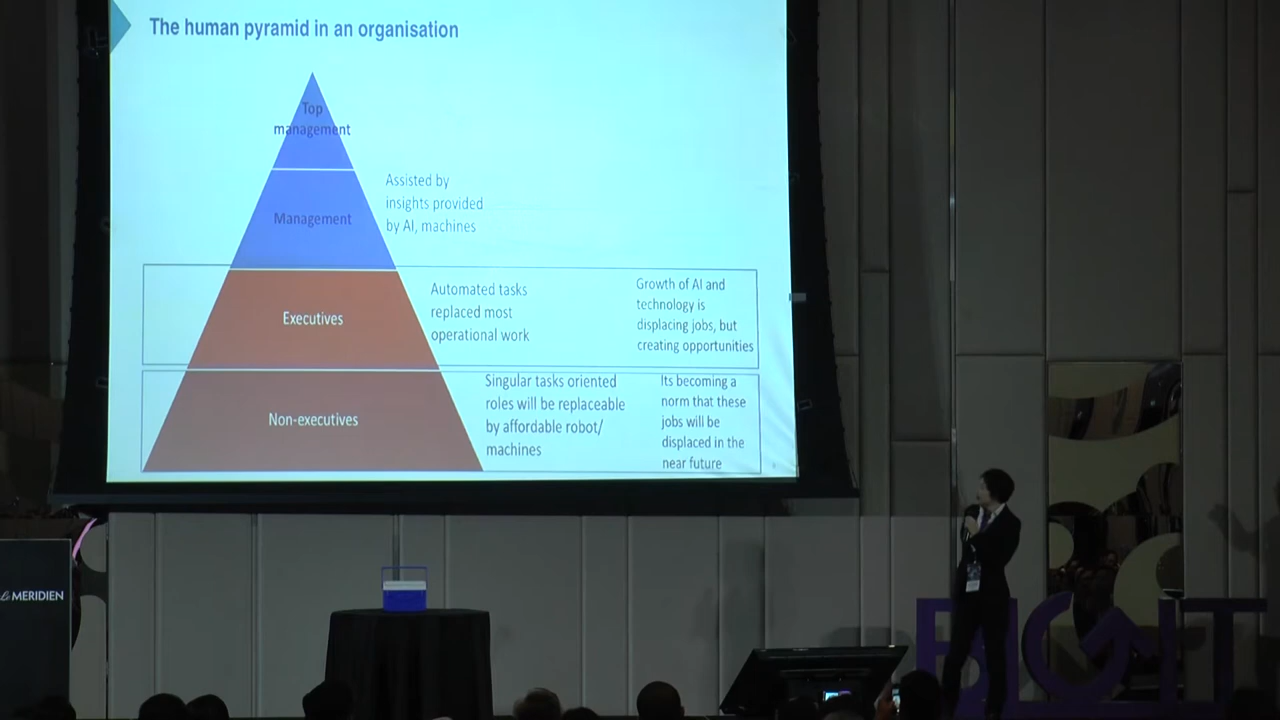 The human pyramid in an organisation
Top
management
Management
Assisted by
insights provided
by AI, machines
Executives
Automated tasks
replaced most
operational work
Growth of AI and
technology is
displacing jobs, but
creating opportunities
Non-executives
Singular tasks oriented
roles will be replaceable
by affordable robot/
machines
Its becoming a
norm that these
jobs will be
displaced in the
near future
Le MERIDIEN
BIGIT